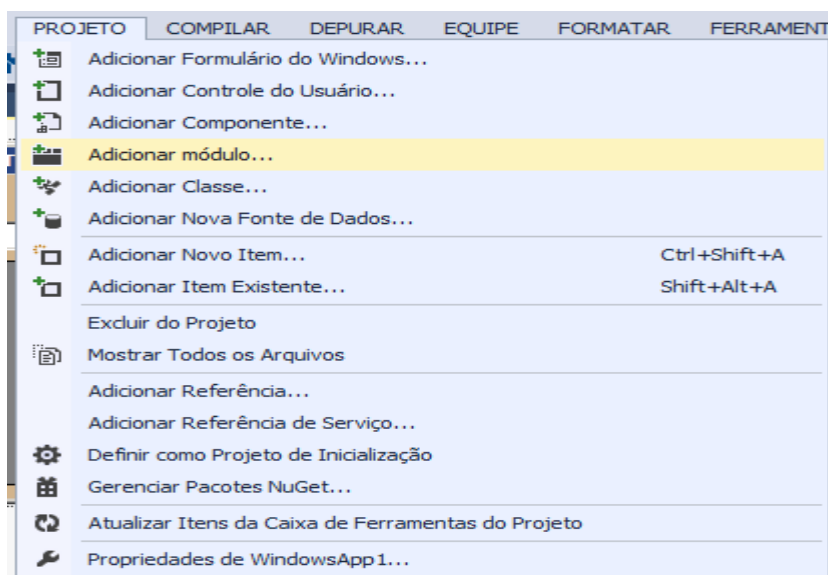 PROJETO COMPILAR DEPURAR EQUIPE FORMATAR FERRAMENT
Adicionar Formulário do Windows...
Adicionar Controle do Usuário...
Adicionar Componente...
Adicionar módulo...
Adicionar Classe...
Adicionar Nova Fonte de Dados...
Adicionar Novo Item... Ctrl+Shift+A
Adicionar Item Existente... Shift+Alt+A
Excluir do Projeto
Mostrar Todos os Arquivos
Adicionar Referência...
Adicionar Referência de Serviço...
Definir como Projeto de Inicialização
Gerenciar Pacotes NuGet...
Atualizar Itens da Caixa de Ferramentas do Projeto
Propriedades de WindowsApp1...